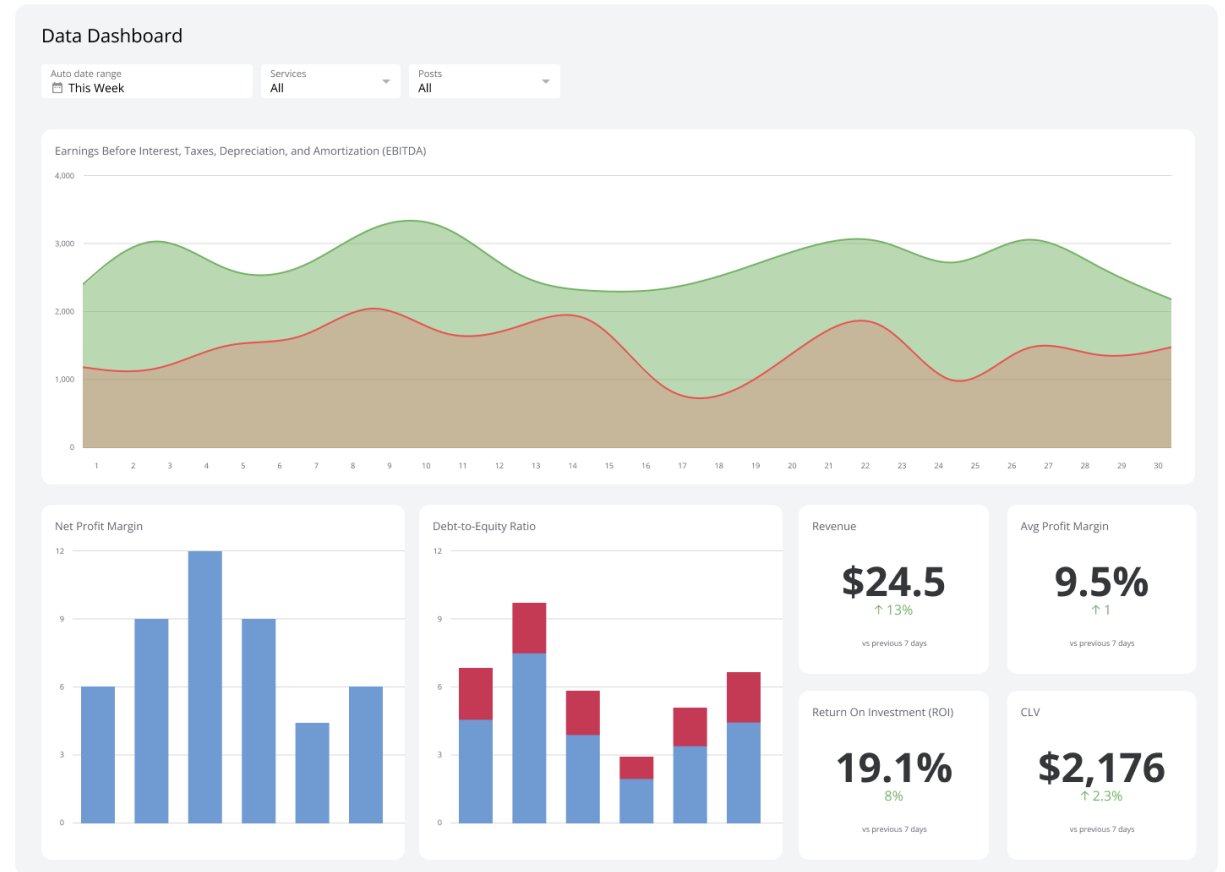 Data Dashboard
Auto date range
This Week
Services
All
Posts
All
Earnings Before Interest, Taxes, Depreciation, and Amortization (EBITDA)
4,000
3,000
2,000
1,000
0
1 2 3 4 5 6 7 8 9 10 11 12 13 14 15 16 17 18 19 20 21 22 23 24 25 26 27 28 29 30
Net Profit Margin
12
9
6
3
0
Debt-to-Equity Ratio
12
9
6
3
0
Revenue
$24.5
↑ 13%
vs previous 7 days
Avg Profit Margin
9.5%
↑ 1
vs previous 7 days
Return On Investment (ROI)
19.1%
8%
vs previous 7 days
CLV
$2,176
↑ 2.3%
vs previous 7 days